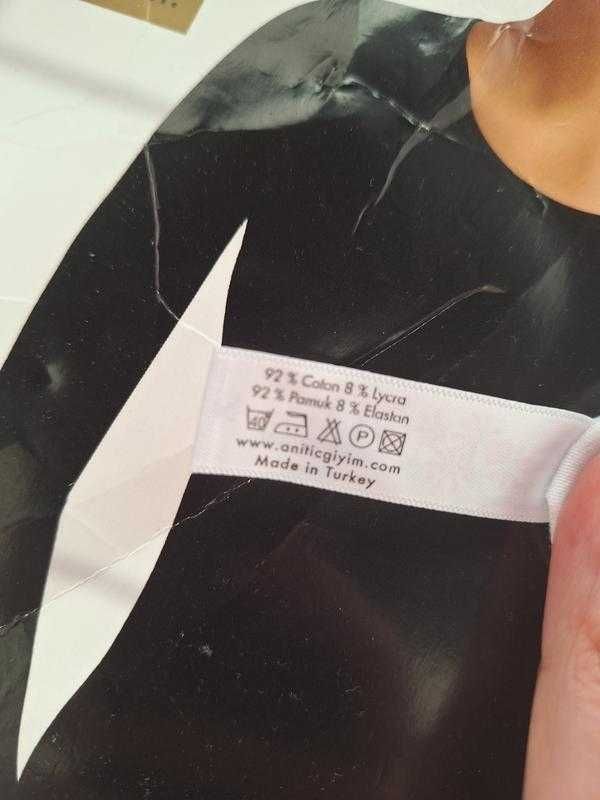 92 % Coton 8 % Lycra
92 % Pamuk 8 % Elastan
40 P
www.aniticgiyim.com
Made in Turkey